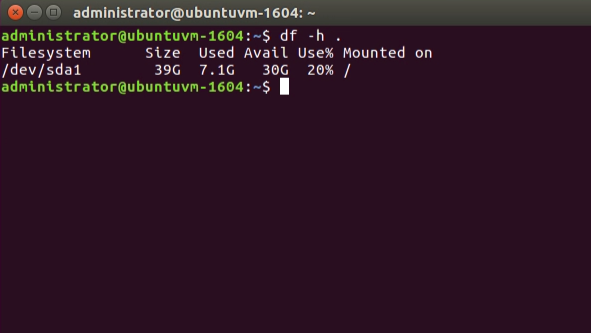 administrator@ubuntuvm-1604: ~
administrator@ubuntuvm-1604:~$ df -h .
Filesystem      Size  Used Avail Use% Mounted on
/dev/sda1        39G  7.1G   30G  20% /
administrator@ubuntuvm-1604:~$